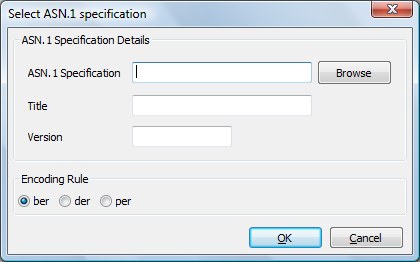 Select ASN.1 specification
ASN.1 Specification Details
ASN.1 Specification
Browse
Title
Version
Encoding Rule
ber der per
OK Cancel